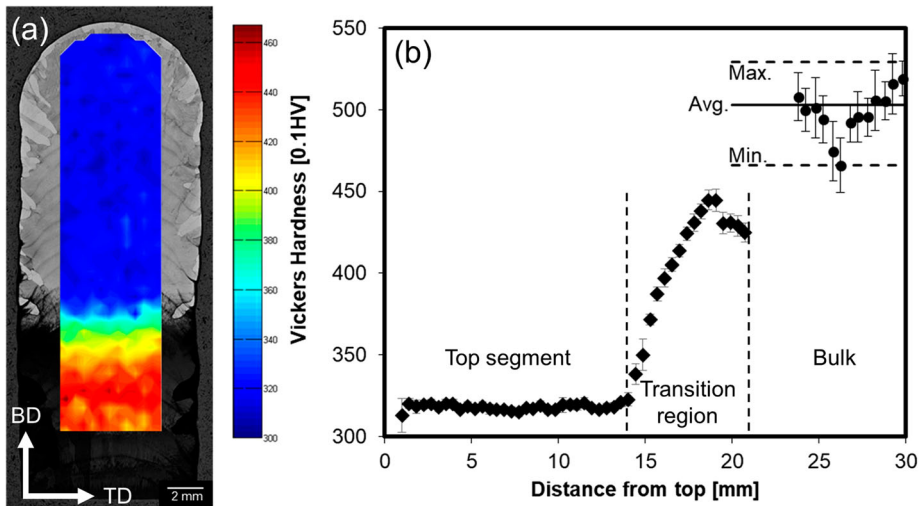 (a)
BD
TD
2 mm
Vickers Hardness [0.1HV]
460
440
420
400
380
360
340
320
300
(b)
550
500
450
400
350
300
Max.
Avg.
Min.
Top segment
Transition
region
Bulk
0
5
10
15
20
25
30
Distance from top [mm]